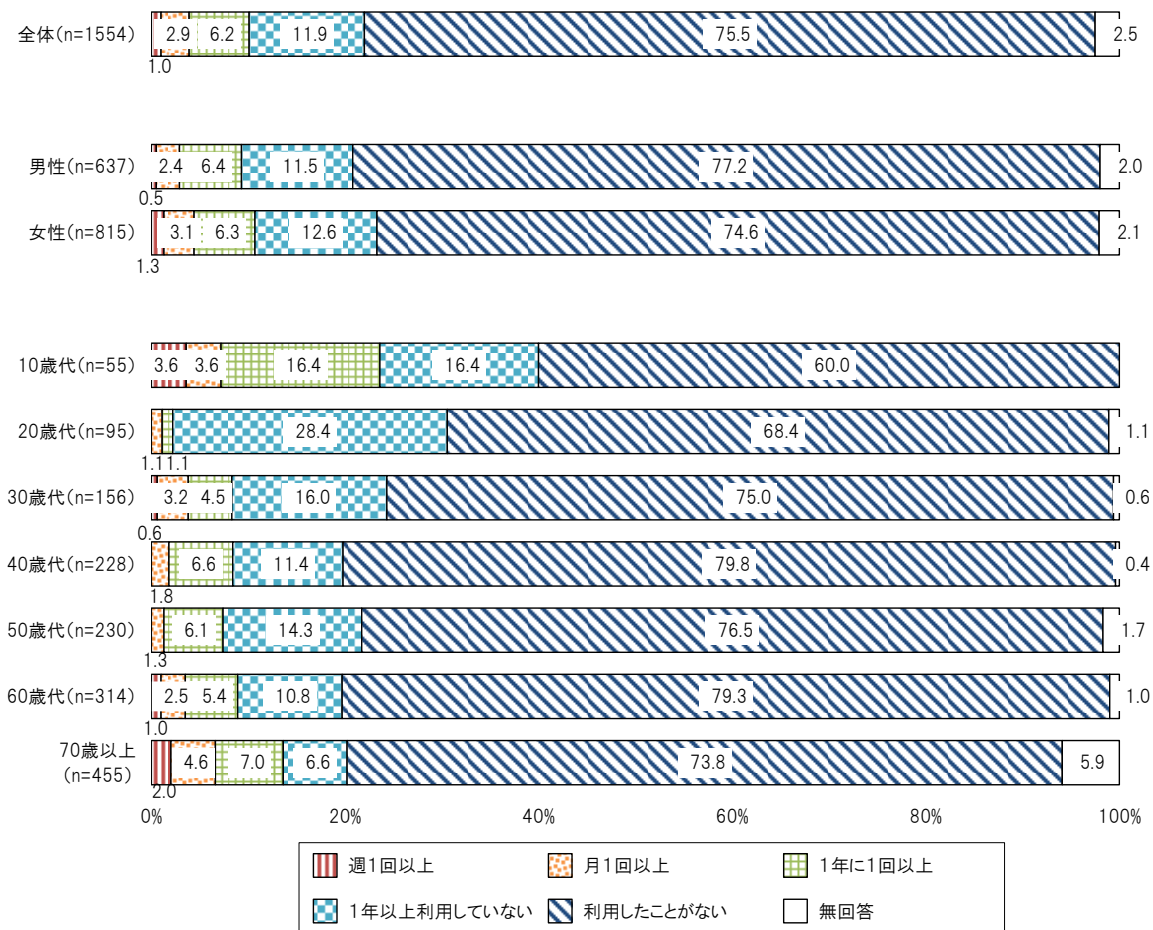 全体(n=1554) 2.9 6.2 11.9 75.5 2.5
1.0
男性(n=637) 2.4 6.4 11.5 77.2 2.0
0.5
女性(n=815) 3.1 6.3 12.6 74.6 2.1
1.3
10歳代(n=55) 3.6 3.6 16.4 16.4 60.0
20歳代(n=95) 28.4 68.4 1.1
1.1 1.1
30歳代(n=156) 3.2 4.5 16.0 75.0 0.6
0.6
40歳代(n=228) 6.6 11.4 79.8 0.4
1.8
50歳代(n=230) 6.1 14.3 76.5 1.7
1.3
60歳代(n=314) 2.5 5.4 10.8 79.3 1.0
1.0
70歳以上
(n=455) 4.6 7.0 6.6 73.8 5.9
2.0
0% 20% 40% 60% 80% 100%
週1回以上 月1回以上 1年に1回以上
1年以上利用していない 利用したことがない 無回答